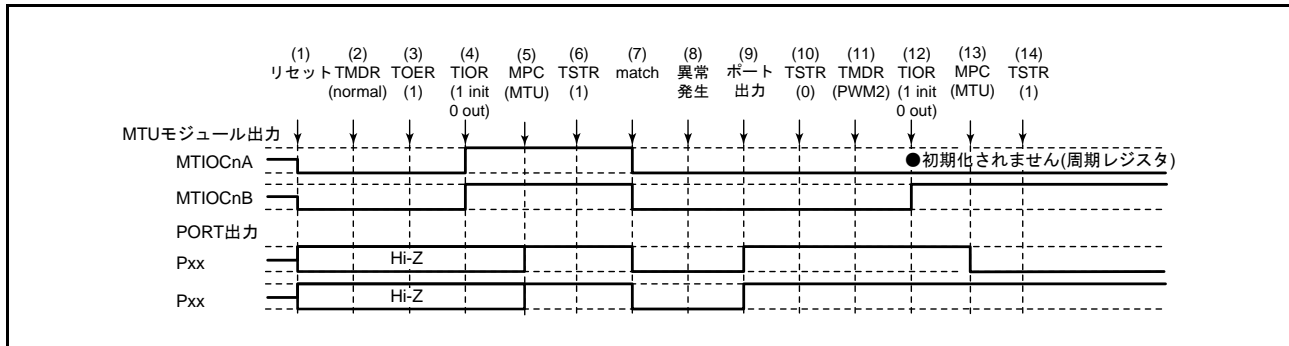 (1) (2) (3) (4) (5) (6) (7) (8) (9) (10) (11) (12) (13) (14)
リセット TMDR TOER TIOR MPC TSTR match 異常 ポート TSTR TMDR TIOR MPC TSTR
(normal) (1) (1 init (MTU) (1) 発生 出力 (0) (PWM2) (1 init (MTU) (1)
0 out) 0 out)
MTUモジュール出力
MTIOCnA ●初期化されません(周期レジスタ)
MTIOCnB
PORT出力
Pxx Hi-Z
Pxx Hi-Z